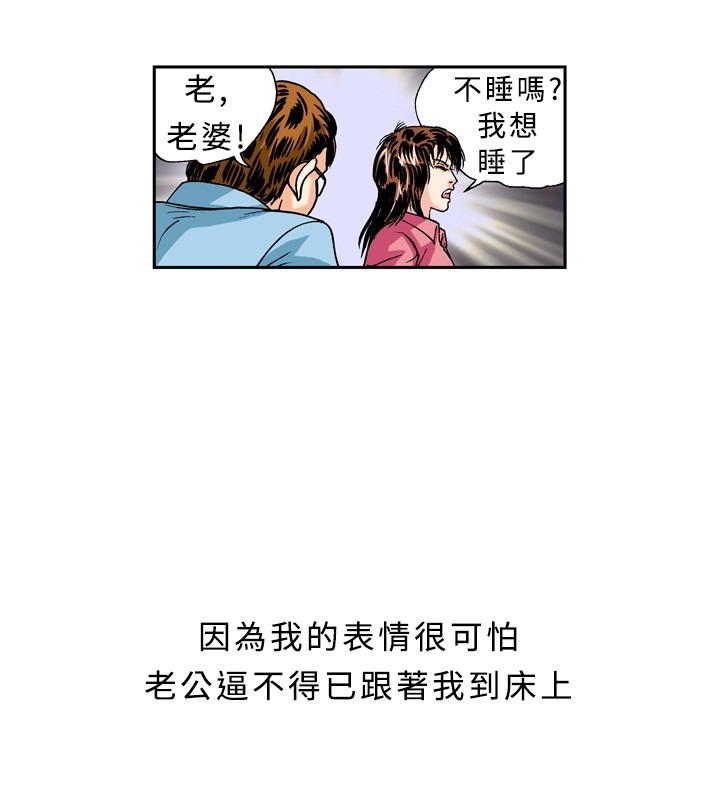 老,
老婆!
不睡嗎?
我想
睡了
因為我的表情很可怕
老公逼不得已跟著我到床上